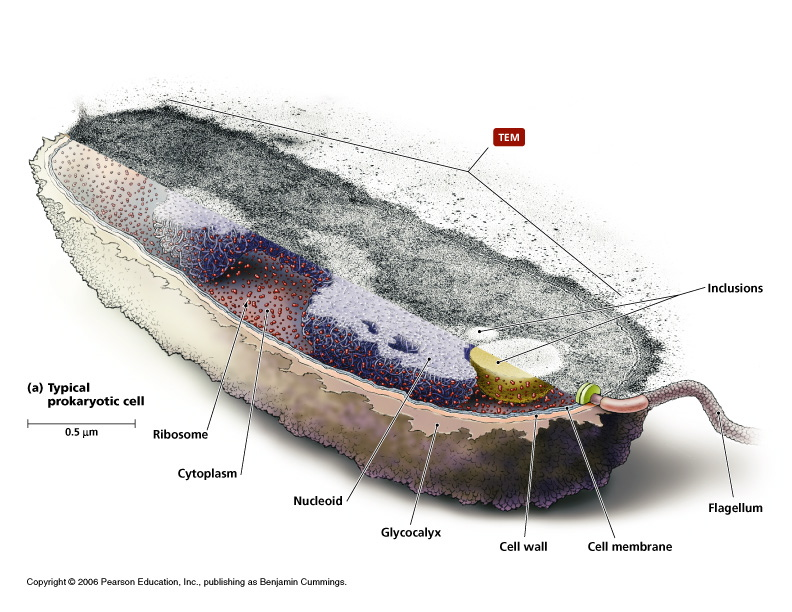 TEM
Inclusions
(a) Typical
prokaryotic cell
0.5 μm
Ribosome
Cytoplasm
Nucleoid
Glycocalyx
Cell wall
Cell membrane
Flagellum
Copyright © 2006 Pearson Education, Inc., publishing as Benjamin Cummings.